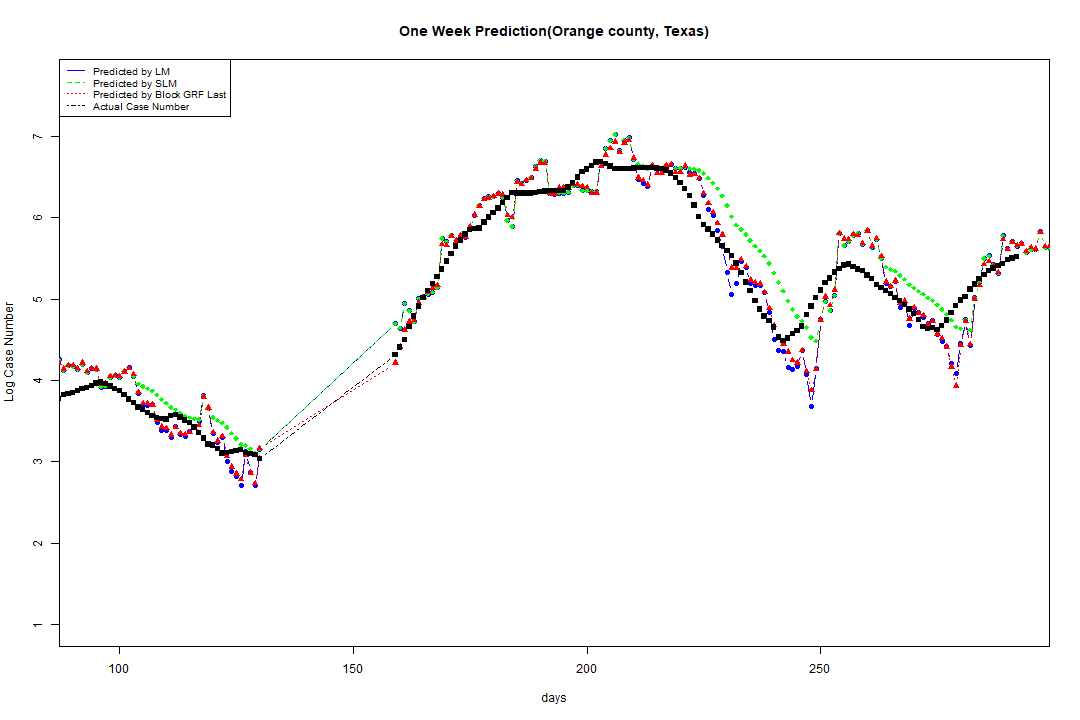 One Week Prediction(Orange county, Texas)
Predicted by LM
Predicted by SLM
Predicted by Block GRF Last
Actual Case Number
7
6
5
4
3
2
1
Log Case Number
100 150 200 250
days